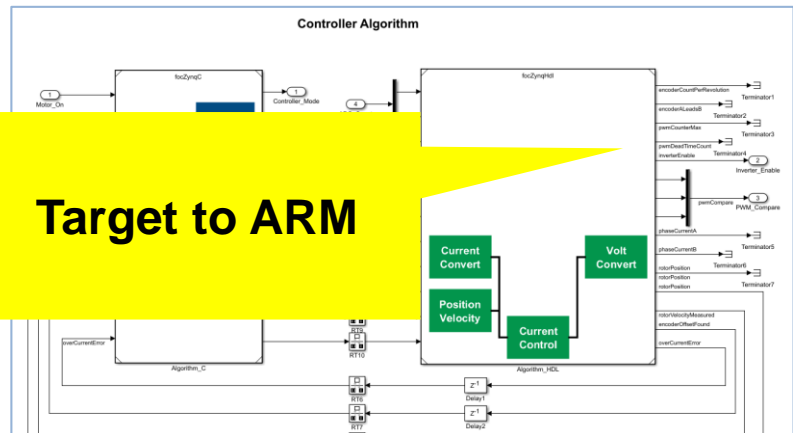 Controller Algorithm
focZynqC
focZynqHdl
1
Motor_On
1
Controller_Mode
4
encoderCountPerRevolution
Terminator1
encoderALeadsB
Terminator2
pwmCounterMax
Terminator3
pwmDeadTimeCount
Terminator4
inverterEnable
2
Inverter_Enable
Target to ARM
pwmCompare
3
PWM_Compare
phaseCurrentA
Terminator5
phaseCurrentB
Terminator6
rotorPosition
rotorPosition
Terminator7
rotorPosition
Current
Convert
Volt
Convert
Position
Velocity
Current
Control
RT9
rotorVelocityMeasured
encoderOffsetFound
overCurrentError
overCurrentError
RT10
Algorithm_C
Algorithm_HDL
RT6
z-1
Delay1
RT7
z-1
Delay2